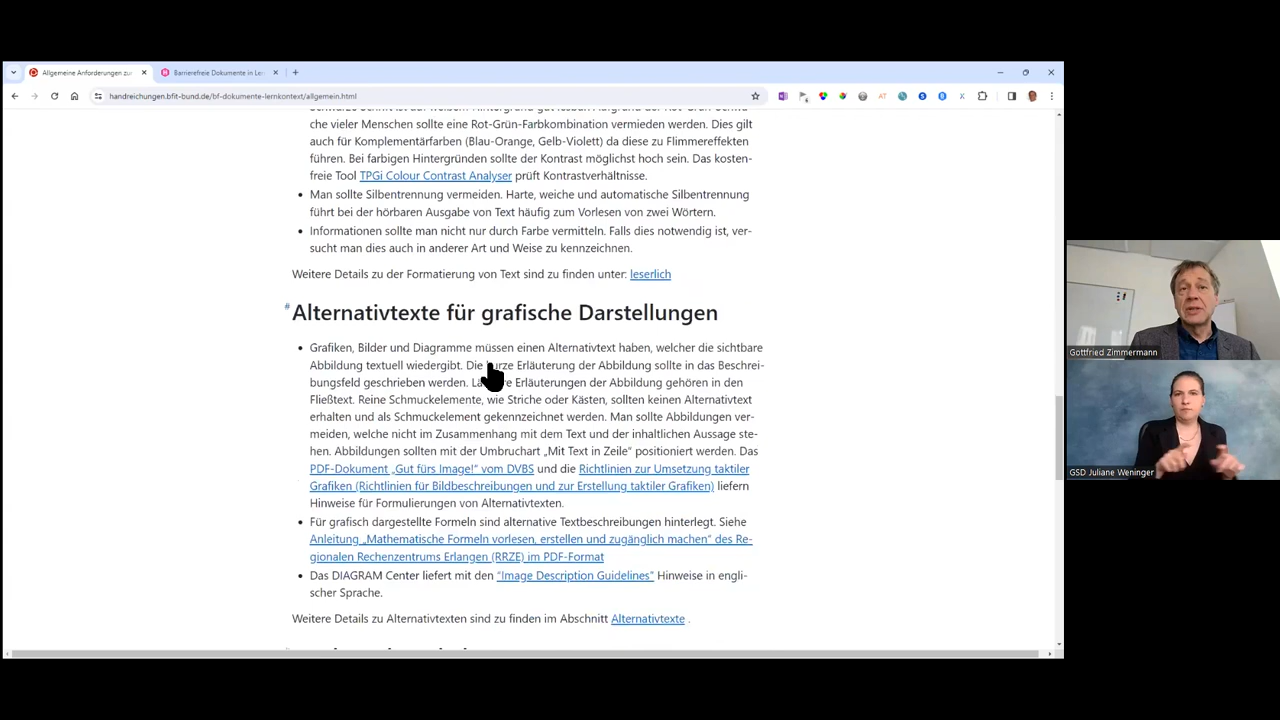 Allgemeine Anforderungen zu
Barrierefreie Dokumente in Le
handreichungen.bfit-bund.de/bf-dokumente-lernkontext/allgemein.html
che vieler Menschen sollte eine Rot-Grün-Farbkombination vermieden werden. Dies gilt
auch für Komplementärfarben (Blau-Orange, Gelb-Violett) da diese zu Flimmereffekten
führen. Bei farbigen Hintergründen sollte der Kontrast möglichst hoch sein. Das kosten-
freie Tool TPGi Colour Contrast Analyser prüft Kontrastverhältnisse.
• Man sollte Silbentrennung vermeiden. Harte, weiche und automatische Silbentrennung
führt bei der hörbaren Ausgabe von Text häufig zum Vorlesen von zwei Wörtern.
• Informationen sollte man nicht nur durch Farbe vermitteln. Falls dies notwendig ist, ver-
sucht man dies auch in anderer Art und Weise zu kennzeichnen.
Weitere Details zu der Formatierung von Text sind zu finden unter: leserlich
# Alternativtexte für grafische Darstellungen
• Grafiken, Bilder und Diagramme müssen einen Alternativtext haben, welcher die sichtbare
Abbildung textuell wiedergibt. Die kurze Erläuterung der Abbildung sollte in das Beschrei-
bungsfeld geschrieben werden. Längere Erläuterungen der Abbildung gehören in den
Fließtext. Reine Schmuckelemente, wie Striche oder Kästen, sollten keinen Alternativtext
erhalten und als Schmuckelement gekennzeichnet werden. Man sollte Abbildungen ver-
meiden, welche nicht im Zusammenhang mit dem Text und der inhaltlichen Aussage ste-
hen. Abbildungen sollten mit der Umbruchart „Mit Text in Zeile“ positioniert werden. Das
PDF-Dokument „Gut fürs Image!“ vom DVBS und die Richtlinien zur Umsetzung taktiler
Grafiken (Richtlinien für Bildbeschreibungen und zur Erstellung taktiler Grafiken) liefern
Hinweise für Formulierungen von Alternativtexten.
• Für grafisch dargestellte Formeln sind alternative Textbeschreibungen hinterlegt. Siehe
Anleitung „Mathematische Formeln vorlesen, erstellen und zugänglich machen“ des Re-
gionalen Rechenzentrums Erlangen (RRZE) im PDF-Format
• Das DIAGRAM Center liefert mit den “Image Description Guidelines” Hinweise in engli-
scher Sprache.
Weitere Details zu Alternativtexten sind zu finden im Abschnitt Alternativtexte .
Gottfried Zimmermann
GSD Juliane Weninger